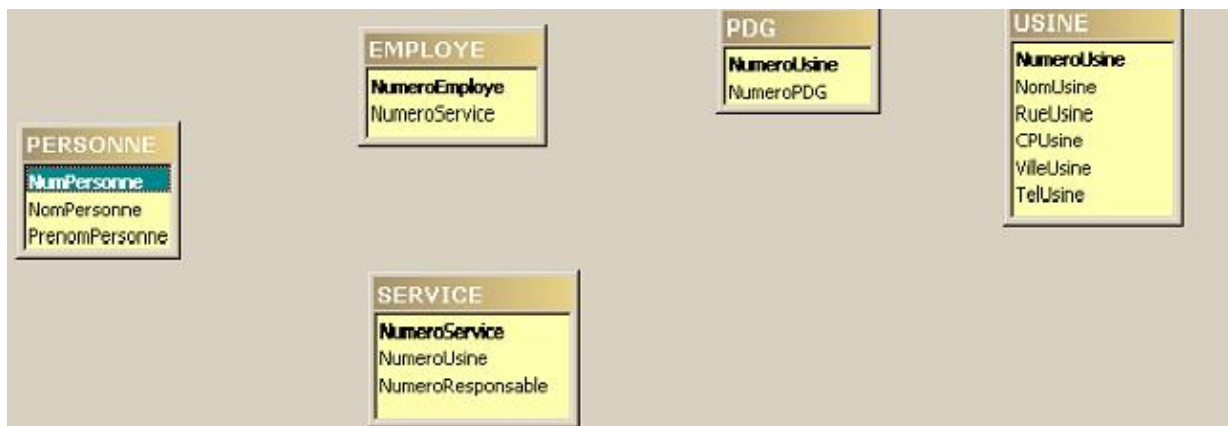 PERSONNE
NumPersonne
NomPersonne
PrenomPersonne
EMPLOYE
NumeroEmploye
NumeroService
SERVICE
NumeroService
NumeroUsine
NumeroResponsable
PDG
NumeroUsine
NumeroPDG
USINE
NumeroUsine
NomUsine
RueUsine
CPUsine
VilleUsine
TelUsine